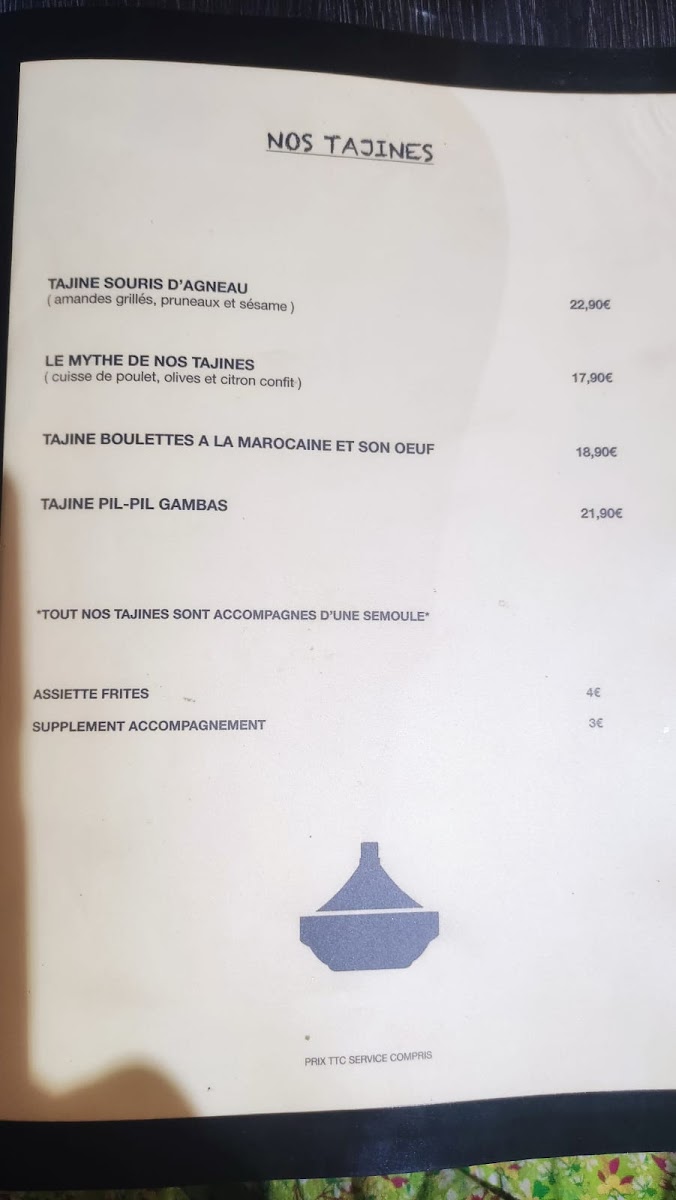 NOS TAJINES
TAJINE SOURIS D'AGNEAU
( amandes grillés, pruneaux et sésame )
22,90€
LE MYTHE DE NOS TAJINES
( cuisse de poulet, olives et citron confit )
17,90€
TAJINE BOULETTES A LA MAROCAINE ET SON OEUF
18,90€
TAJINE PIL-PIL GAMBAS
21,90€
*TOUT NOS TAJINES SONT ACCOMPAGNES D'UNE SEMOULE*
ASSIETTE FRITES
4€
SUPPLEMENT ACCOMPAGNEMENT
3€
PRIX TTC SERVICE COMPRIS